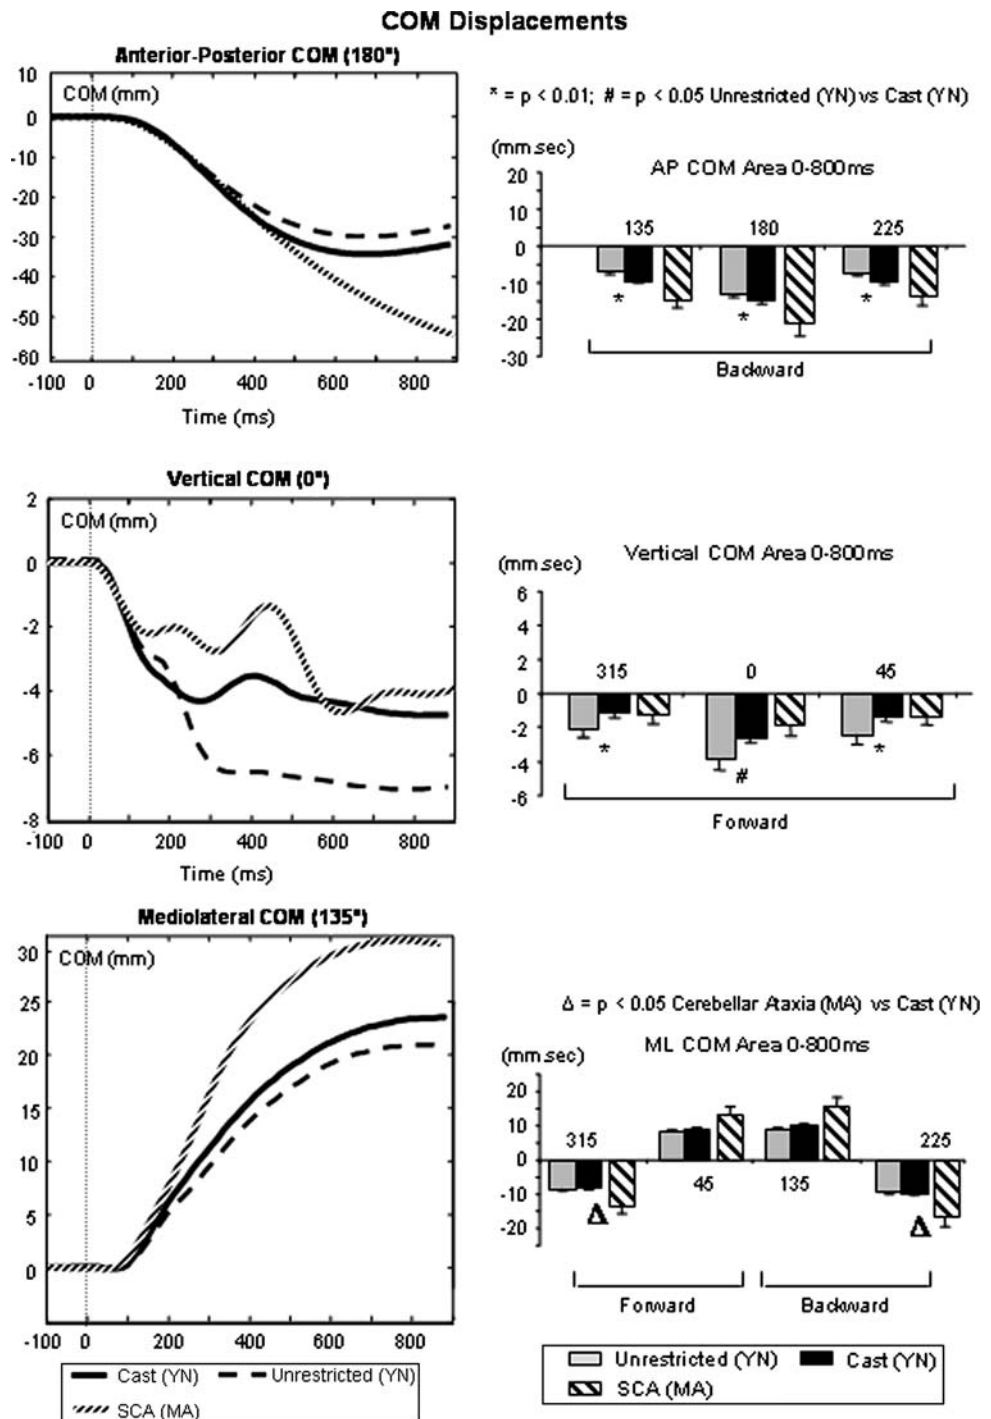 COM Displacements
Anterior-Posterior COM (180°)
COM (mm)
10
0
-10
-20
-30
-40
-50
-60
-100 0 200 400 600 800
Time (ms)
* = p < 0.01; # = p < 0.05 Unrestricted (YN) vs Cast (YN)
(mm.sec)
AP COM Area 0-800ms
20
10
0
-10
-20
-30
135 180 225
* * *
Backward
Vertical COM (0°)
COM (mm)
2
0
-2
-4
-6
-8
-100 0 200 400 600 800
Time (ms)
Vertical COM Area 0-800ms
(mm.sec)
6
4
2
0
-2
-4
-6
315 0 45
* # *
Forward
Mediolateral COM (135°)
COM (mm)
30
25
20
15
10
5
0
-100 0 200 400 600 800
Cast (YN) Unrestricted (YN)
SCA (MA)
Δ = p < 0.05 Cerebellar Ataxia (MA) vs Cast (YN)
(mm.sec)
ML COM Area 0-800ms
20
10
0
-10
-20
315 45 135 225
Δ Δ
Forward Backward
Unrestricted (YN) Cast (YN)
SCA (MA)